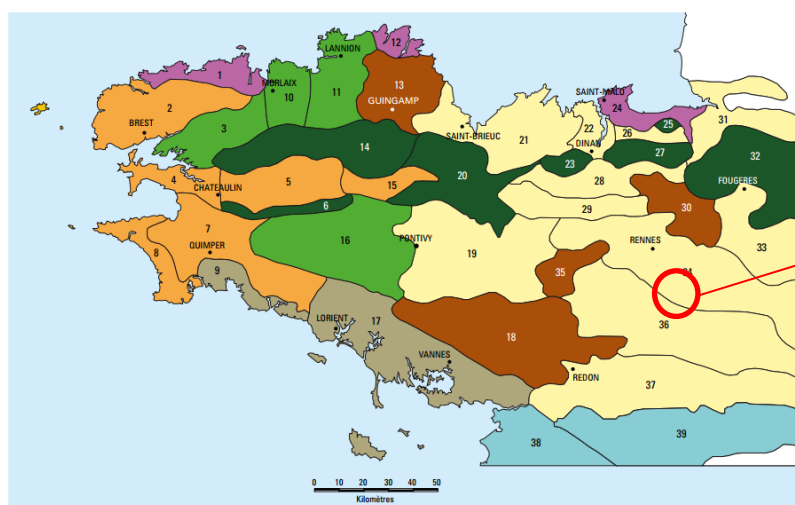 LANNION
12
1
MORLAIX
13
10
11
GUINGAMP
SAINT-MALO
24
31
2
BREST
3
SAINT-BRIEUC
21
22
26
25
DINAN
27
32
14
23
4
CHATEAULIN
5
15
20
28
FOUGERES
6
29
30
7
QUIMPER
8
16
PONTIVY
19
RENNES
33
9
35
34
LORIENT
17
36
18
VANNES
REDON
37
38
39
0 10 20 30 40 50
Kilomètres